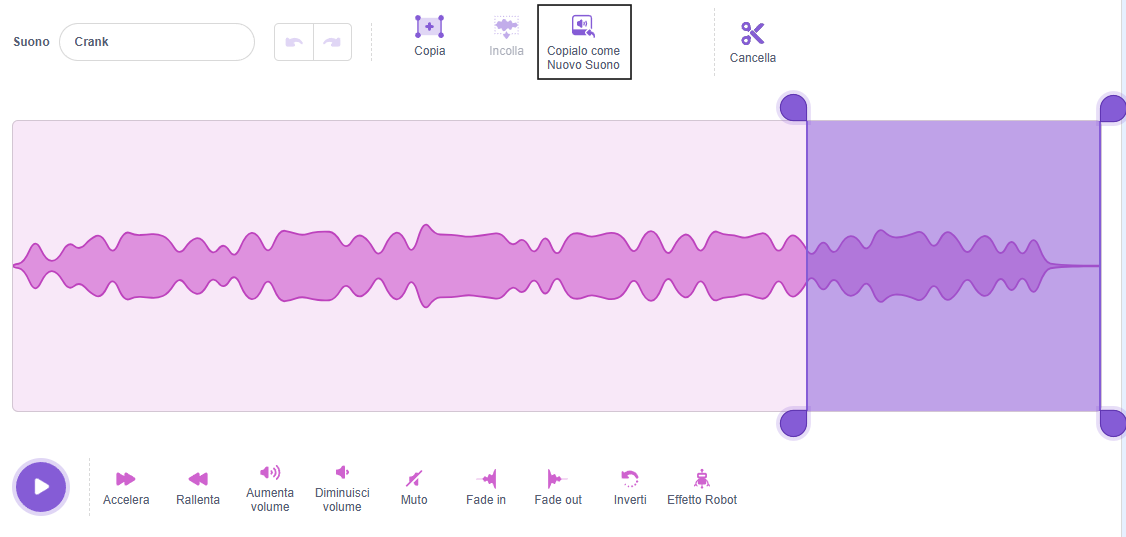 Suono
Crank
Copia
Incolla
Copialo come
Nuovo Suono
Cancella
Accelera
Rallenta
Aumenta
volume
Diminuisci
volume
Muto
Fade in
Fade out
Inverti
Effetto Robot